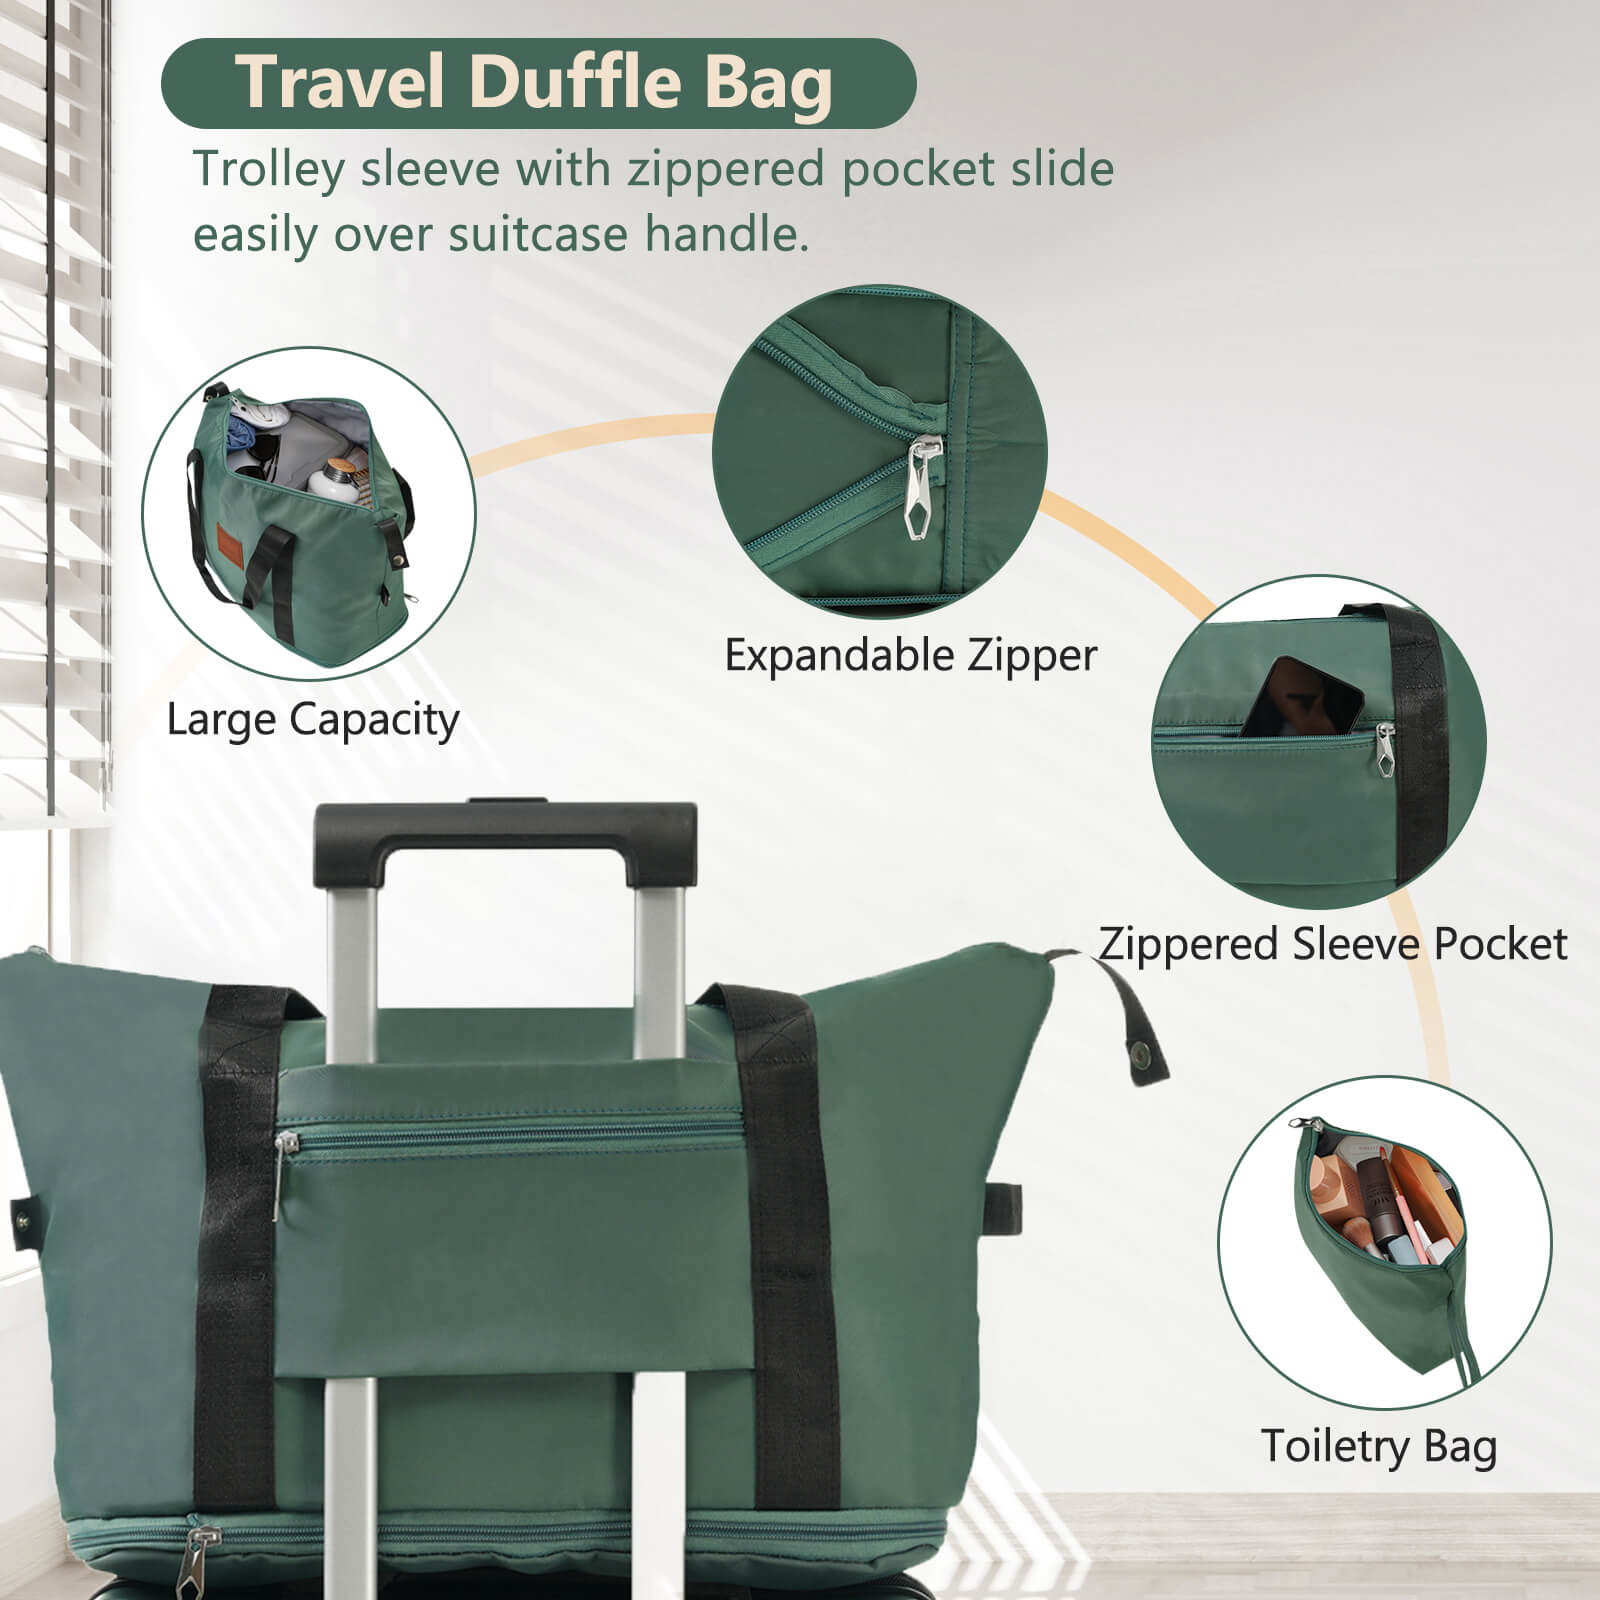 Travel Duffle Bag
Trolley sleeve with zippered pocket slide
easily over suitcase handle.
Large Capacity
Expandable Zipper
Zippered Sleeve Pocket
Toiletry Bag